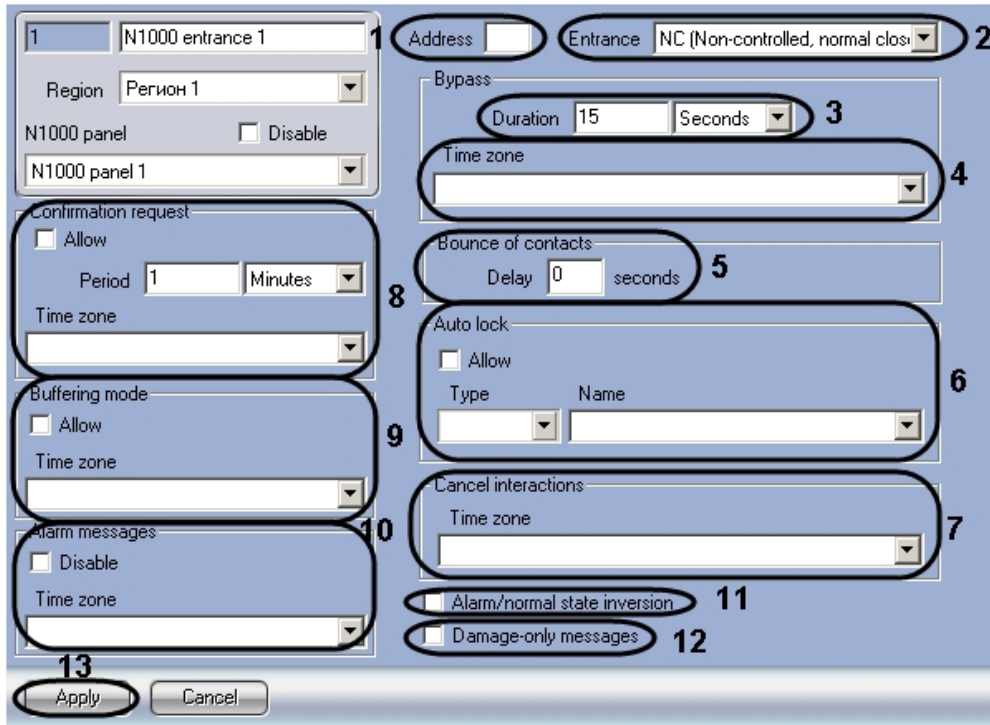 1
N1000 entrance 1
Region
Регион 1
N1000 panel
Disable
N1000 panel 1
1
Address
Entrance
NC (Non-controlled, normal clos
2
Bypass
Duration
15
Seconds
3
Time zone
4
Confirmation request
Allow
Period
1
Minutes
8
Time zone
Bounce of contacts
Delay
0
seconds
5
Auto lock
Allow
Type
Name
6
Buffering mode
Allow
9
Time zone
Cancel interactions
Time zone
7
Alarm messages
10
Disable
Time zone
Alarm/normal state inversion
11
Damage-only messages
12
13
Apply
Cancel